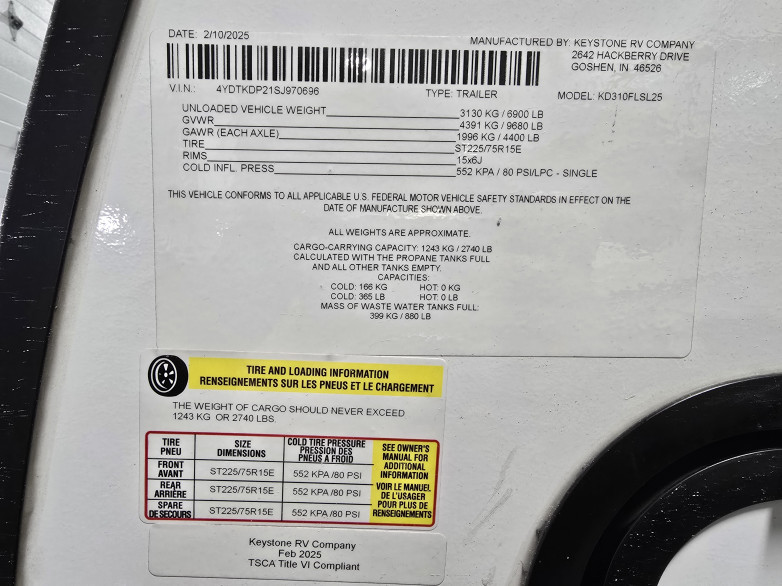 DATE: 2/10/2025
MANUFACTURED BY: KEYSTONE RV COMPANY
2642 HACKBERRY DRIVE
GOSHEN, IN. 46526
V.I.N.: 4YDTKDP21SJ970696 TYPE: TRAILER MODEL: KD310FLSL25
UNLOADED VEHICLE WEIGHT 3130 KG / 6900 LB
GVWR 4391 KG / 9680 LB
GAWR (EACH AXLE) 1996 KG / 4400 LB
TIRE ST225/75R15E
RIMS 15x6J
COLD INFL. PRESS 552 KPA / 80 PSI/LPC - SINGLE
THIS VEHICLE CONFORMS TO ALL APPLICABLE U.S. FEDERAL MOTOR VEHICLE SAFETY STANDARDS IN EFFECT ON THE
DATE OF MANUFACTURE SHOWN ABOVE.
ALL WEIGHTS ARE APPROXIMATE.
CARGO-CARRYING CAPACITY: 1243 KG / 2740 LB
CALCULATED WITH THE PROPANE TANKS FULL
AND ALL OTHER TANKS EMPTY.
CAPACITIES:
COLD: 166 KG HOT: 0 KG
COLD: 365 LB HOT: 0 LB
MASS OF WASTE WATER TANKS FULL:
399 KG / 880 LB
TIRE AND LOADING INFORMATION
RENSEIGNEMENTS SUR LES PNEUS ET LE CHARGEMENT
THE WEIGHT OF CARGO SHOULD NEVER EXCEED
1243 KG OR 2740 LBS.
TIRE
PNEU
SIZE
DIMENSIONS
COLD TIRE PRESSURE
PRESSION DES
PNEUS A FROID
SEE OWNER'S
MANUAL FOR
ADDITIONAL
INFORMATION
VOIR LE MANUEL
DE L'USAGER
POUR PLUS DE
RENSEIGNEMENTS
FRONT
AVANT
ST225/75R15E
552 KPA /80 PSI
REAR
ARRIÈRE
ST225/75R15E
552 KPA /80 PSI
SPARE
DE SECOURS
ST225/75R15E
552 KPA /80 PSI
Keystone RV Company
Feb 2025
TSCA Title VI Compliant